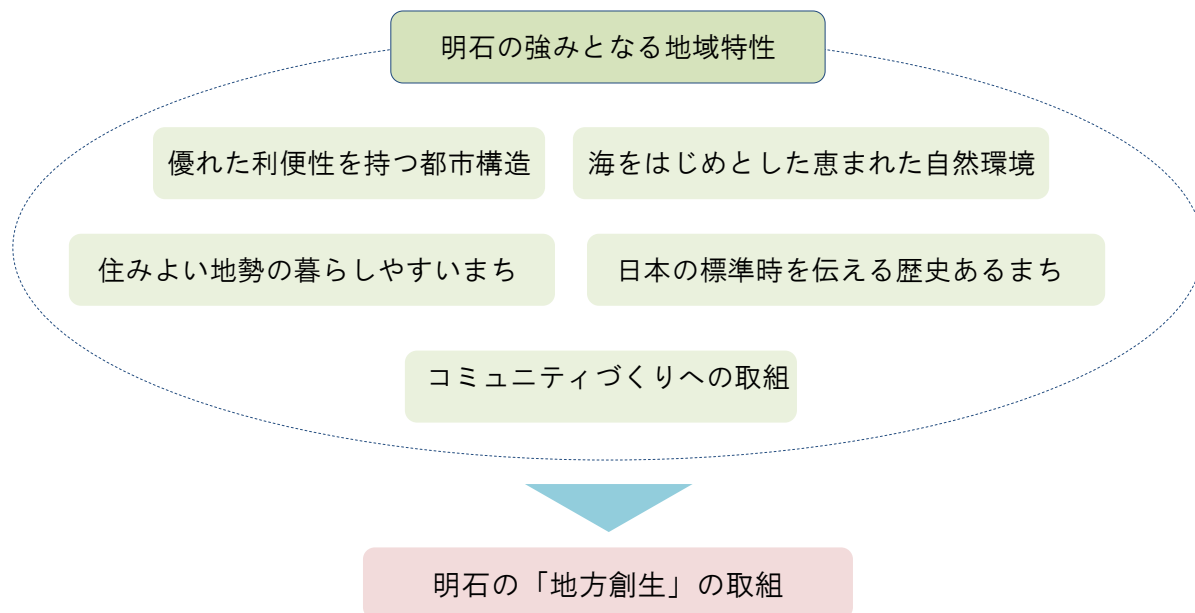 明石の強みとなる地域特性
優れた利便性を持つ都市構造
海をはじめとした恵まれた自然環境
住みよい地勢の暮らしやすいまち
日本の標準時を伝える歴史あるまち
コミュニティづくりへの取組
明石の「地方創生」の取組